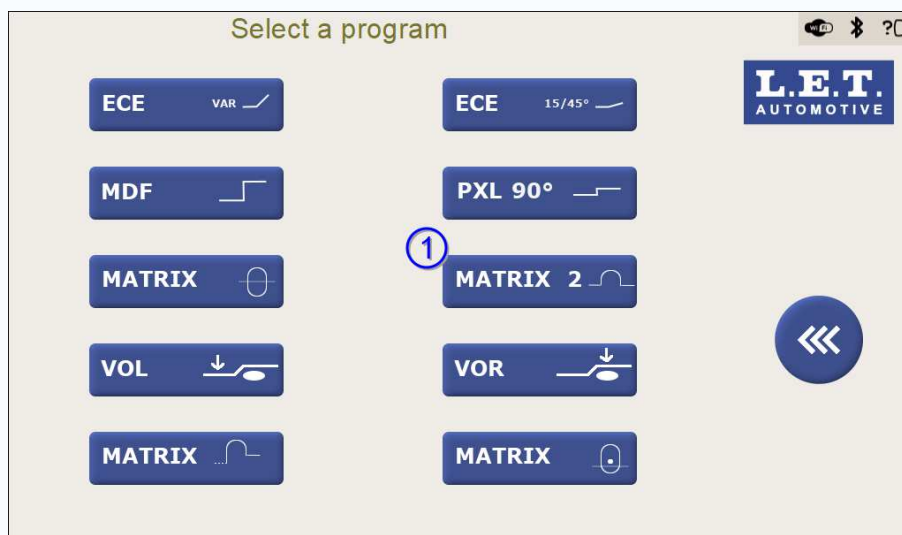 Select a program
WiFi ?
ECE VAR
ECE 15/45°
L.E.T.
AUTOMOTIVE
MDF
PXL 90°
1
MATRIX
MATRIX 2
VOL
VOR
MATRIX
MATRIX